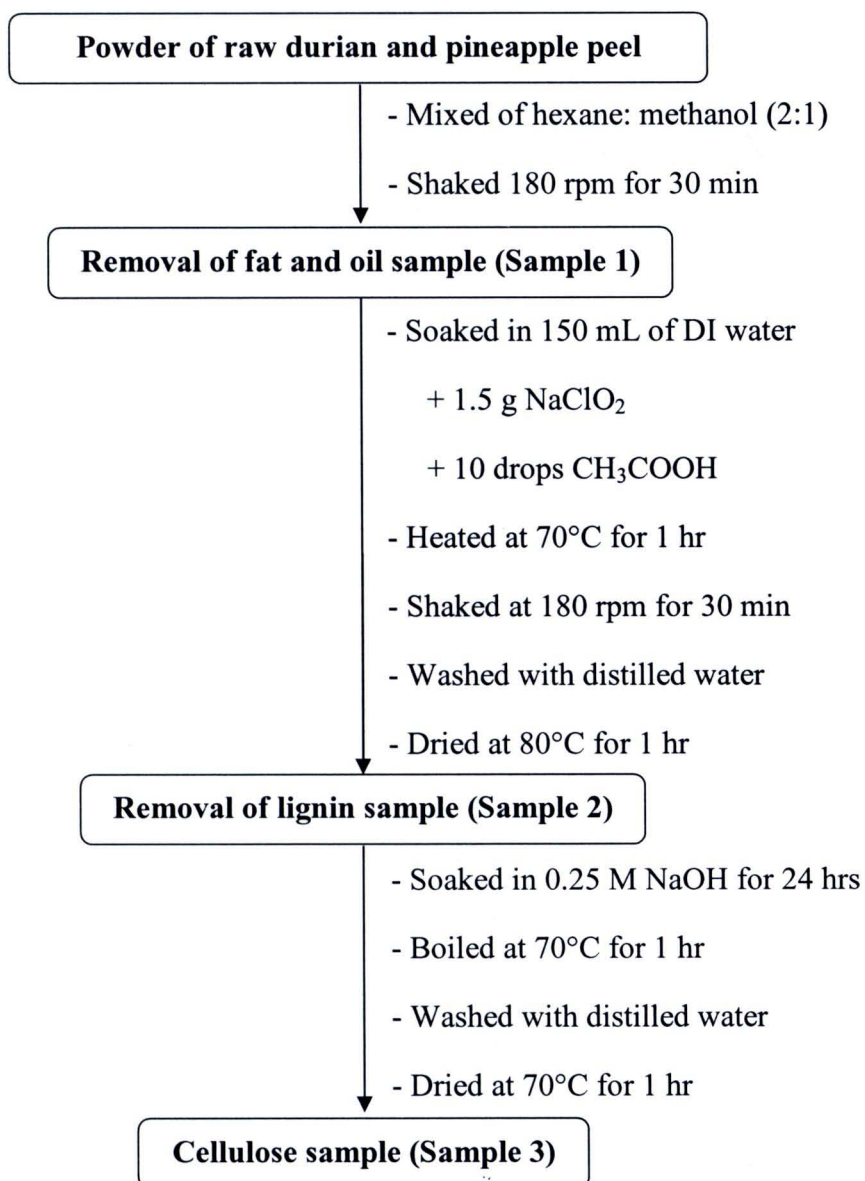 Powder of raw durian and pineapple peel
- Mixed of hexane: methanol (2:1)
- Shaked 180 rpm for 30 min
Removal of fat and oil sample (Sample 1)
- Soaked in 150 mL of DI water
+ 1.5 g NaClO₂
+ 10 drops CH₃COOH
- Heated at 70°C for 1 hr
- Shaked at 180 rpm for 30 min
- Washed with distilled water
- Dried at 80°C for 1 hr
Removal of lignin sample (Sample 2)
- Soaked in 0.25 M NaOH for 24 hrs
- Boiled at 70°C for 1 hr
- Washed with distilled water
- Dried at 70°C for 1 hr
Cellulose sample (Sample 3)